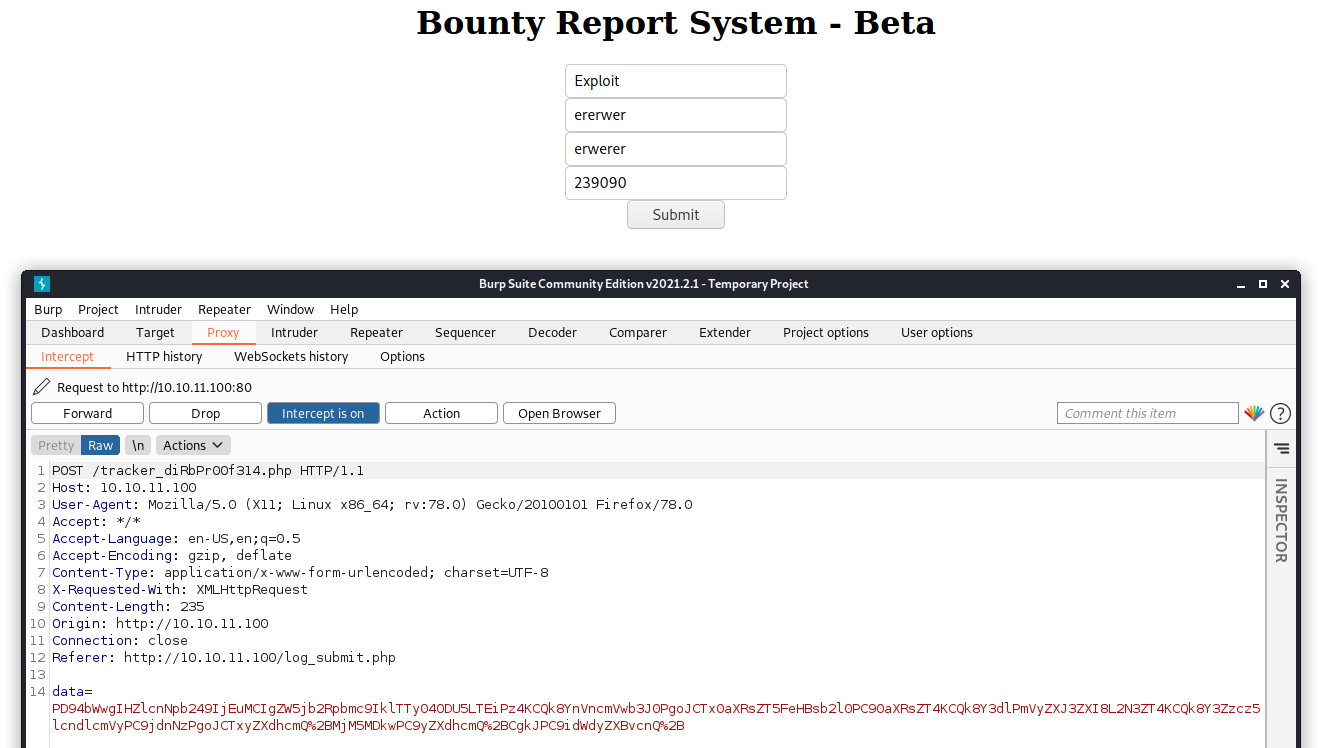 Bounty Report System - Beta
Exploit
ererwer
erwerer
239090
Submit
Burp Suite Community Edition v2021.2.1 - Temporary Project
Burp Project Intruder Repeater Window Help
Dashboard Target Proxy Intruder Repeater Sequencer Decoder Comparer Extender Project options User options
Intercept HTTP history WebSockets history Options
Request to http://10.10.11.100:80
Forward Drop Intercept is on Action Open Browser Comment this item ?
Pretty Raw \n Actions
INSPECTOR
1 POST /tracker_diRbPr00f314.php HTTP/1.1
2 Host: 10.10.11.100
3 User-Agent: Mozilla/5.0 (X11; Linux x86_64; rv:78.0) Gecko/20100101 Firefox/78.0
4 Accept: */*
5 Accept-Language: en-US,en;q=0.5
6 Accept-Encoding: gzip, deflate
7 Content-Type: application/x-www-form-urlencoded; charset=UTF-8
8 X-Requested-With: XMLHttpRequest
9 Content-Length: 235
10 Origin: http://10.10.11.100
11 Connection: close
12 Referer: http://10.10.11.100/log_submit.php
13
14 data=
PD94bWwgIHZlcnNpb249IjEuMCIgZW5jb2Rpbmc9IklTTy04ODU5LTEiPz4KCQk8YnVncmVwb3J0PgoJCTx0aXRsZT5FeHBsb2l0PC90aXRsZT4KCQk8Y3dlPmVyZXJ3ZXI8L2N3ZT4KCQk8Y3Zzcz5
lcndlcmVyPC9jdnNzPgoJCTxyZXdhcmQ%2BMjM5MDkwPC9yZXdhcmQ%2BCgkJPC9idWdyZXBvcnQ%2B